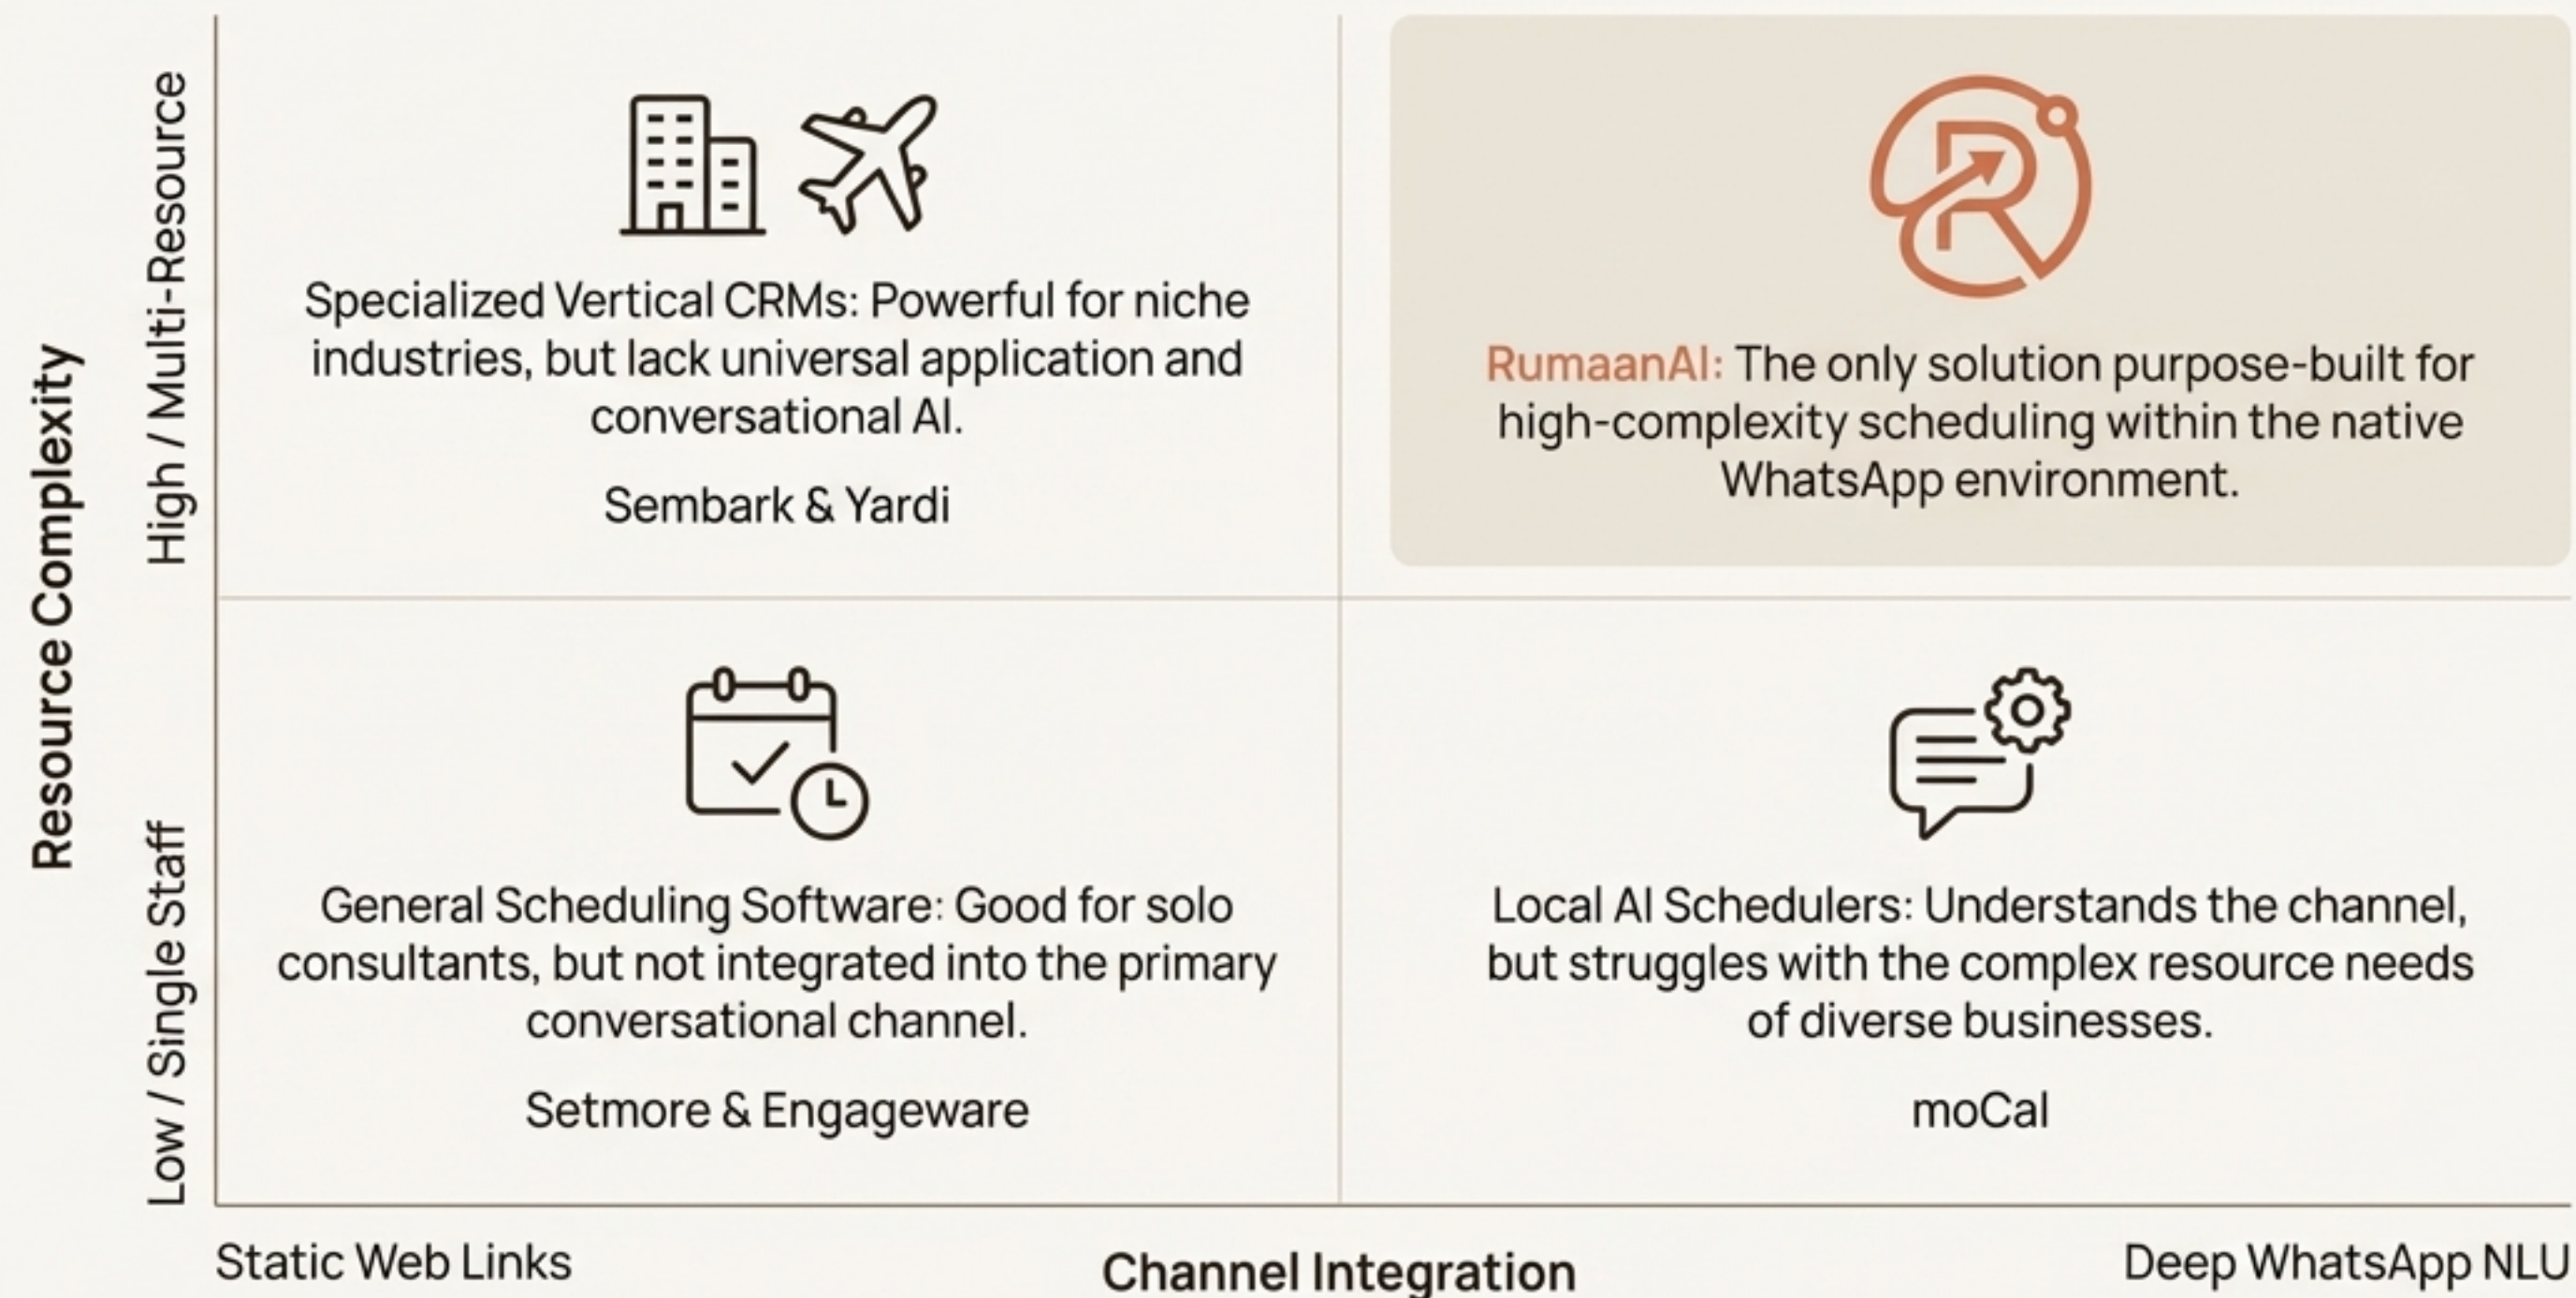 Resource Complexity
High / Multi-Resource
Specialized Vertical CRMs: Powerful for niche
industries, but lack universal application and
conversational AI.
Sembark & Yardi
R
RumaanAI: The only solution purpose-built for
high-complexity scheduling within the native
WhatsApp environment.
Low / Single Staff
General Scheduling Software: Good for solo
consultants, but not integrated into the primary
conversational channel.
Setmore & Engageware
Local AI Schedulers: Understands the channel,
but struggles with the complex resource needs
of diverse businesses.
moCal
Static Web Links
Channel Integration
Deep WhatsApp NLU